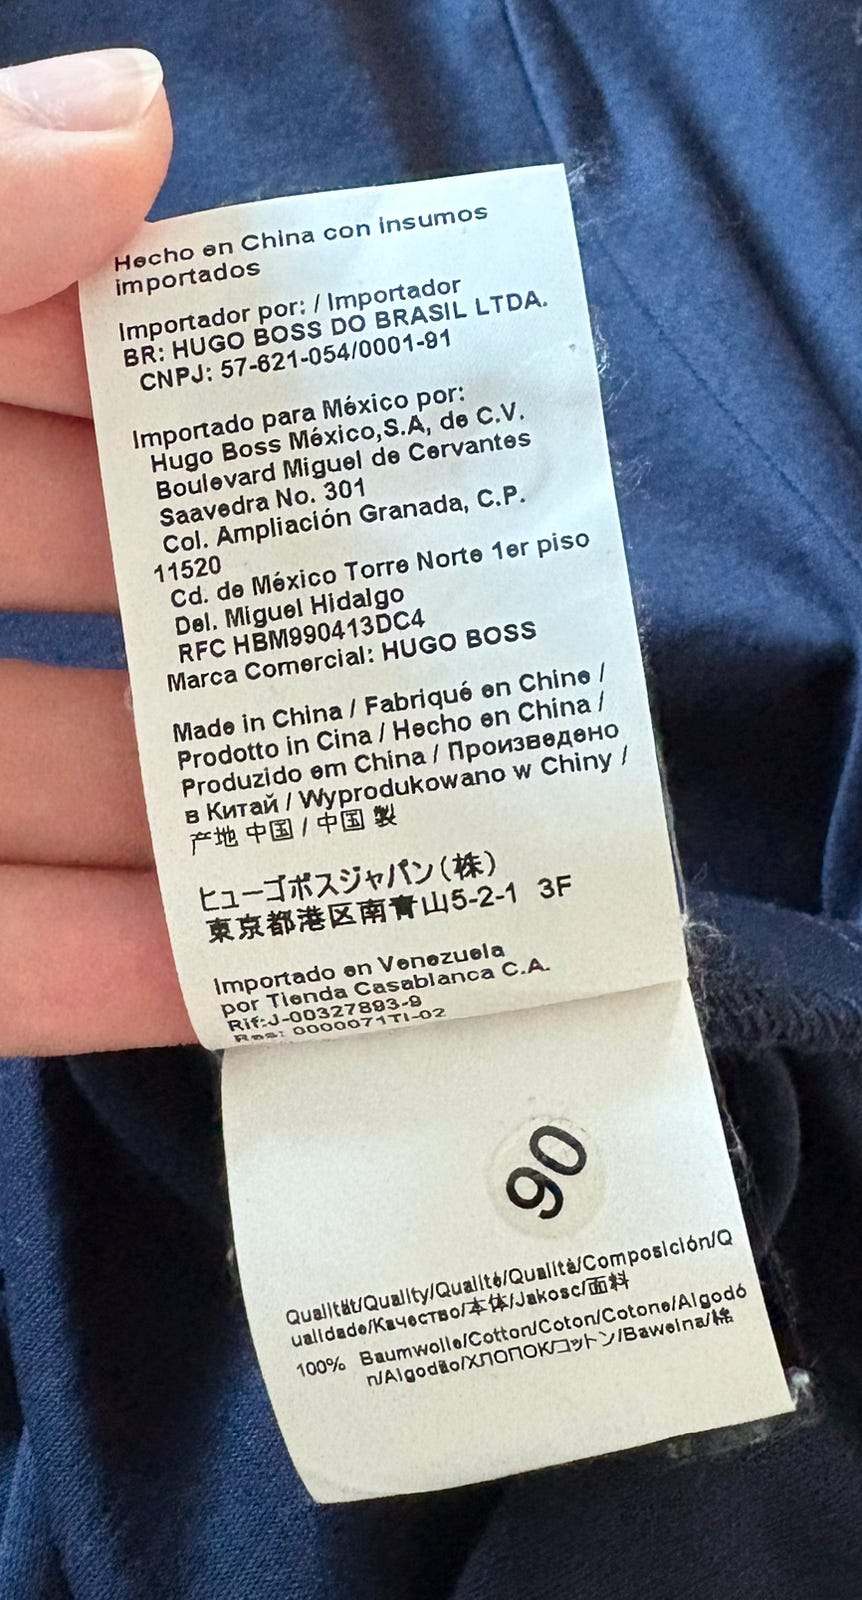 Hecho en China con insumos
importados
Importador por: / Importador
BR: HUGO BOSS DO BRASIL LTDA.
CNPJ: 57-621-054/0001-91
Importado para México por:
Hugo Boss México,S.A, de C.V.
Boulevard Miguel de Cervantes
Saavedra No. 301
Col. Ampliación Granada, C.P.
11520
Cd. de México Torre Norte 1er piso
Del. Miguel Hidalgo
RFC HBM990413DC4
Marca Comercial: HUGO BOSS
Made in China / Fabriqué en Chine /
Prodotto in Cina / Hecho en China /
Produzido em China / Произведено
в Китай / Wyprodukowano w Chiny /
产地 中国 / 中国 製
ヒューゴボスジャパン(株)
東京都港区南青山5-2-1 3F
Importado en Venezuela
por Tienda Casablanca C.A.
Rif:J-00327893-9
Res: 0000071TI-02
90
Qualität/Quality/Qualité/Qualità/Composición/Q
ualidade/Качество/本体/Jakosc/面料
100% Baumwolle/Cotton/Coton/Cotone/Algodó
n/Algodão/ХЛОПОК/コットン/Bawelna/棉